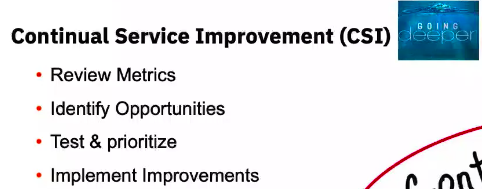 Continual Service Improvement (CSI)
GOING
deeper
• Review Metrics
• Identify Opportunities
• Test & prioritize
• Implement Improvements